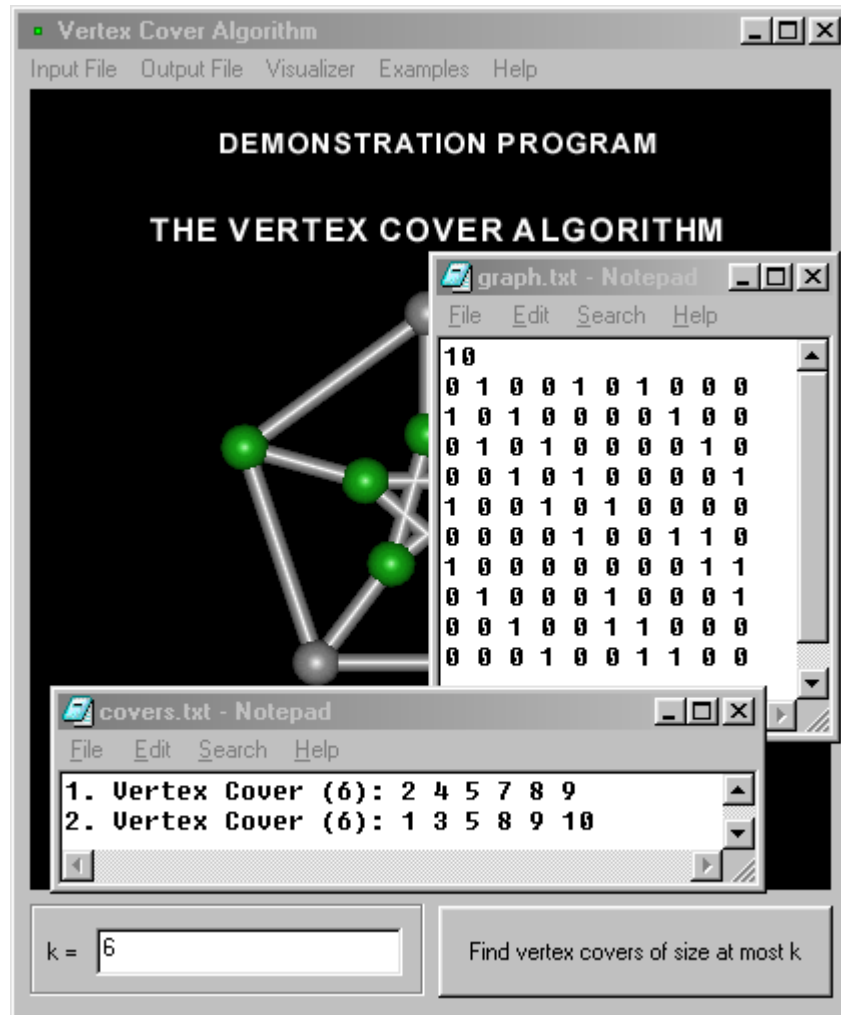 Vertex Cover Algorithm
Input File Output File Visualizer Examples Help
DEMONSTRATION PROGRAM
THE VERTEX COVER ALGORITHM
graph.txt - Notepad
File Edit Search Help
10
0 1 0 0 1 0 1 0 0 0
1 0 1 0 0 0 0 1 0 0
0 1 0 1 0 0 0 0 1 0
0 0 1 0 1 0 0 0 0 1
1 0 0 1 0 1 0 0 0 0
0 0 0 0 1 0 0 1 1 0
1 0 0 0 0 0 0 0 1 1
0 1 0 0 0 1 0 0 0 1
0 0 1 0 0 1 1 0 0 0
0 0 0 1 0 0 1 1 0 0
covers.txt - Notepad
File Edit Search Help
1. Vertex Cover (6): 2 4 5 7 8 9
2. Vertex Cover (6): 1 3 5 8 9 10
k = 6
Find vertex covers of size at most k